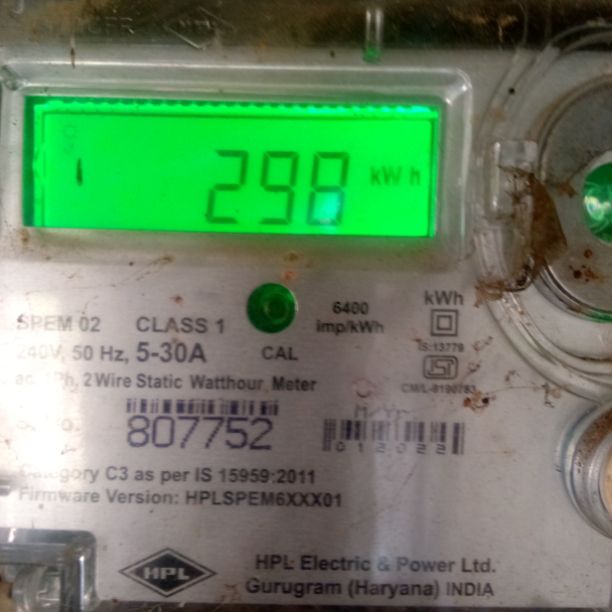 298 kWh
SPEM 02 CLASS 1
6400
imp/kWh
kWh
240V, 50 Hz, 5-30A
CAL
IS:13779
ac, 1Ph, 2Wire Static Watthour Meter
CM/L-8190783
M/Yr
807752
012022
Category C3 as per IS 15959:2011
Firmware Version: HPLSPEM6XXX01
HPL
HPL Electric & Power Ltd.
Gurugram (Haryana) INDIA